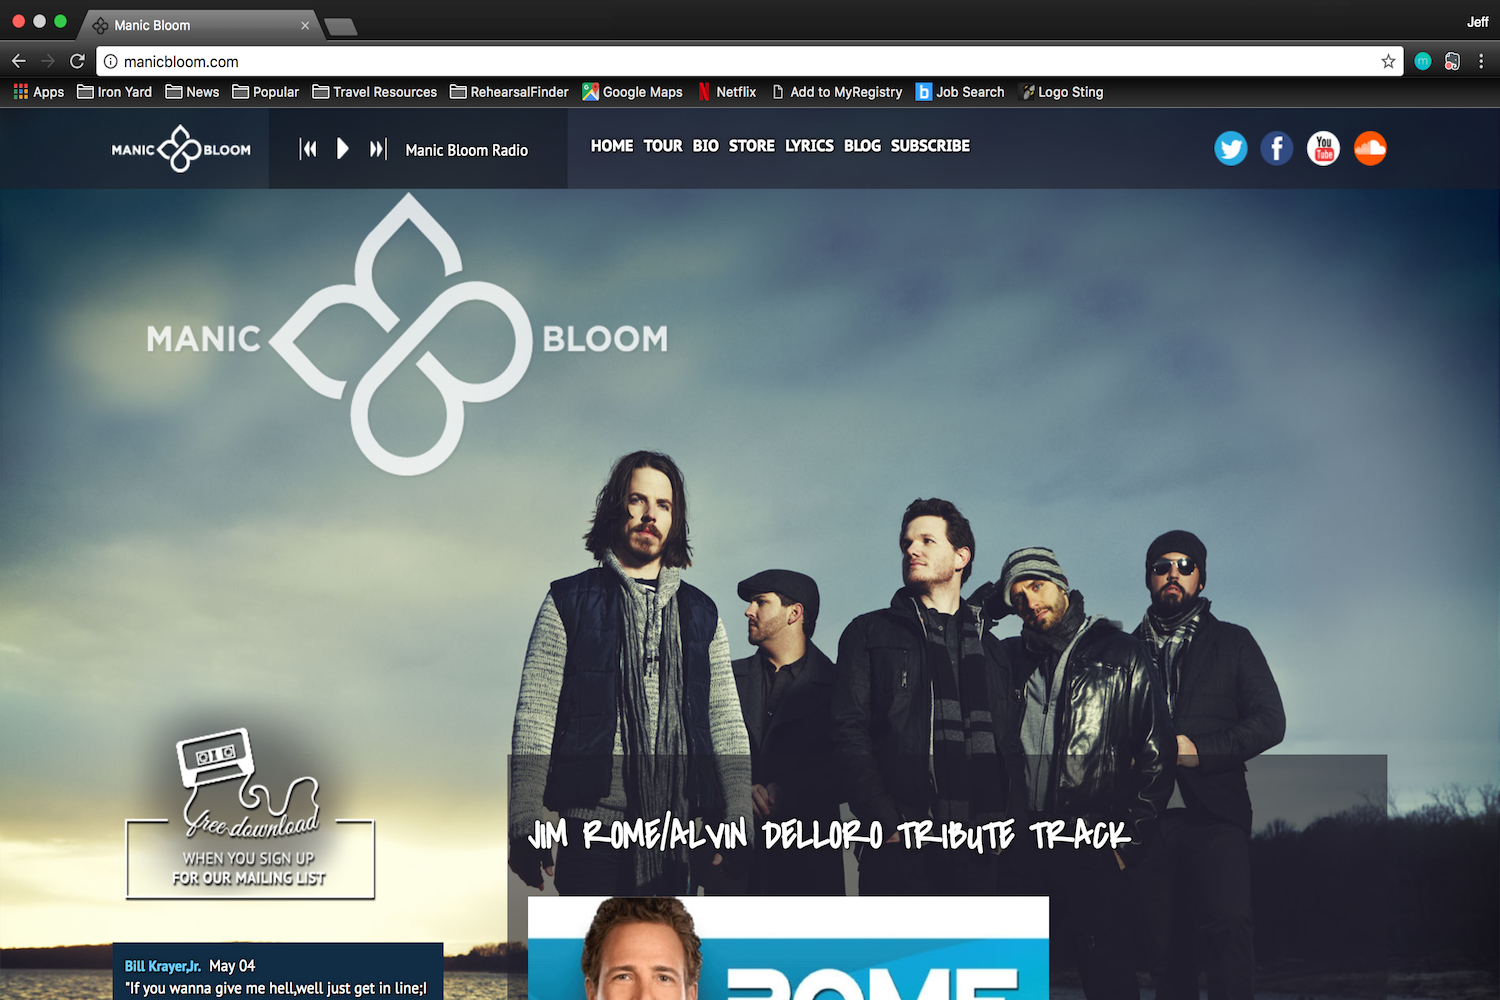 Manic Bloom
Jeff
manicbloom.com
Apps Iron Yard News Popular Travel Resources RehearsalFinder Google Maps Netflix Add to MyRegistry Job Search Logo Sting
MANIC BLOOM
Manic Bloom Radio
HOME TOUR BIO STORE LYRICS BLOG SUBSCRIBE
You
Tube
MANIC BLOOM
free download
WHEN YOU SIGN UP
FOR OUR MAILING LIST
JIM ROME/ALVIN DELLORO TRIBUTE TRACK
ROME
Bill Krayer,Jr. May 04
"If you wanna give me hell,well just get in line;I